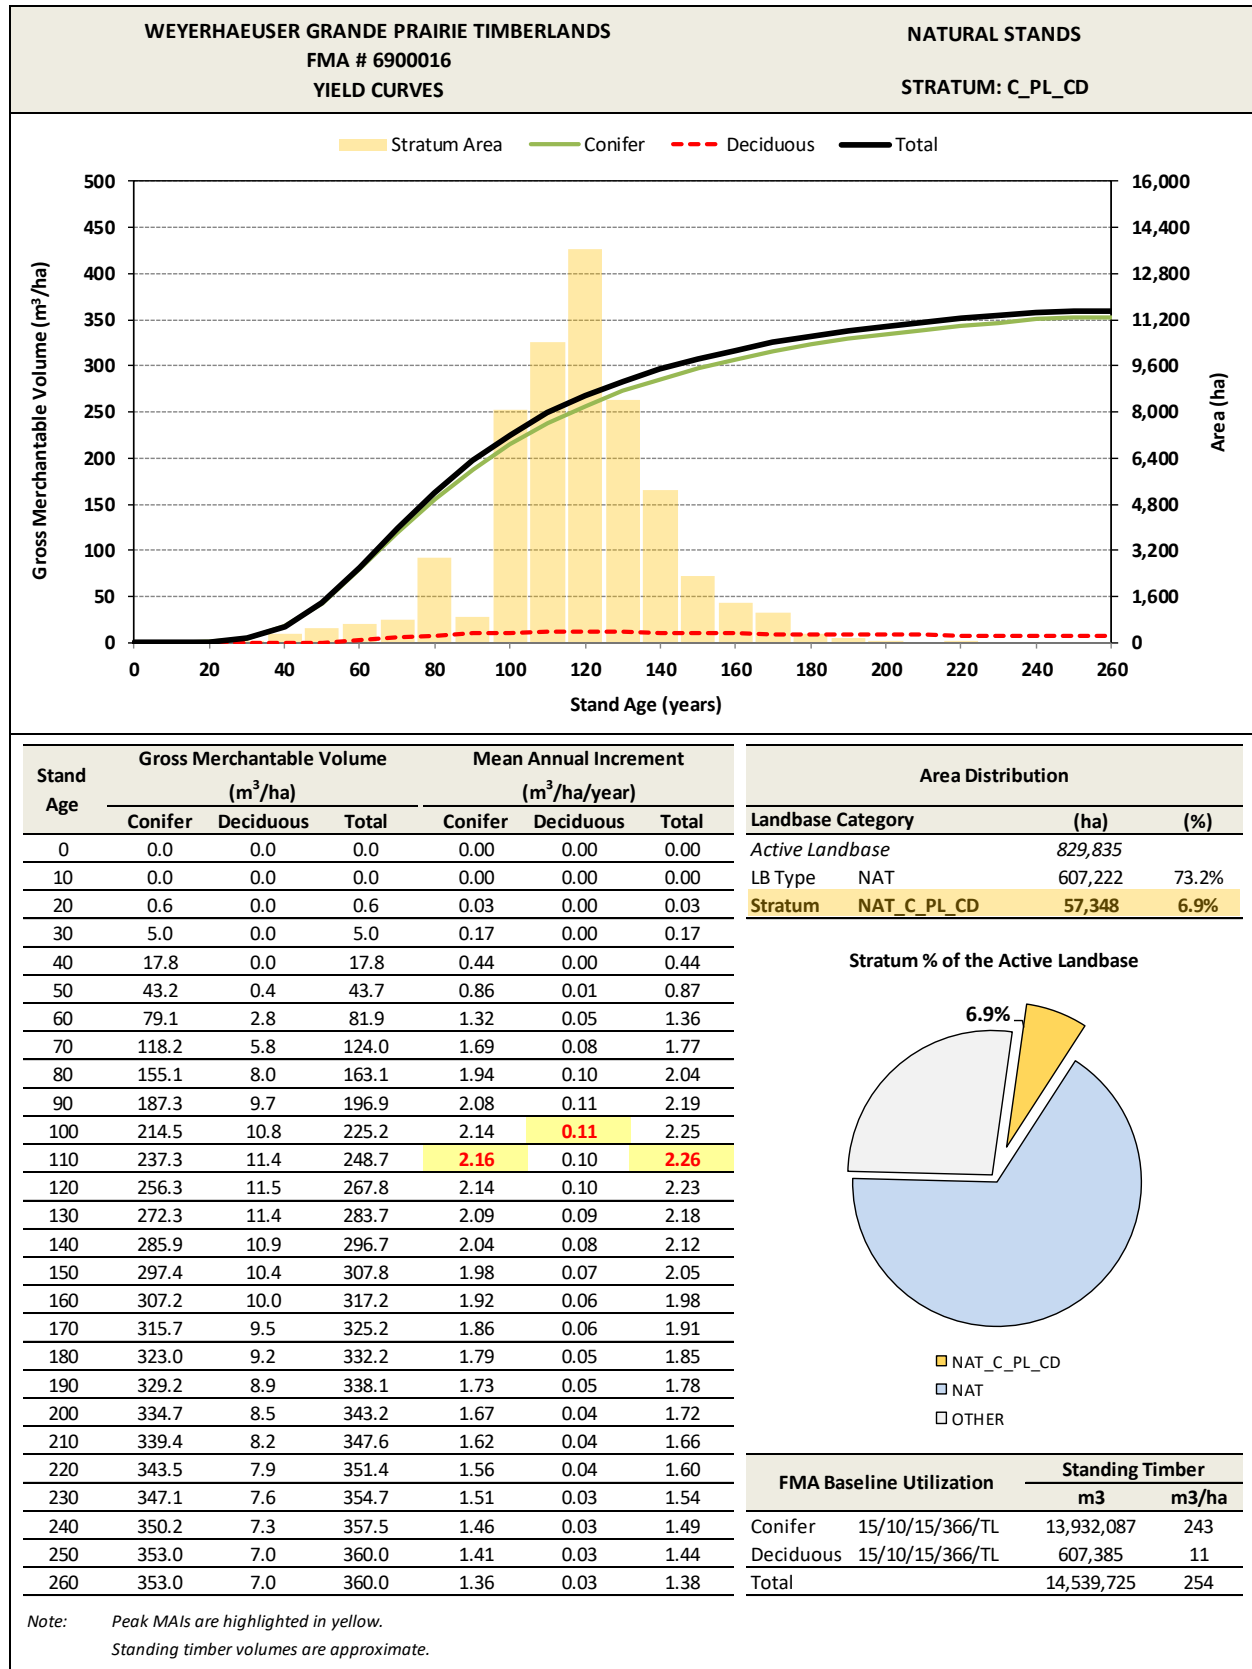 WEYERHAEUSER GRANDE PRAIRIE TIMBERLANDS
FMA # 6900016
YIELD CURVES
NATURAL STANDS
STRATUM: C_PL_CD
Stratum Area Conifer Deciduous Total
Gross Merchantable Volume (m³/ha)
500
450
400
350
300
250
200
150
100
50
0
16,000
14,400
12,800
11,200
9,600
8,000
6,400
4,800
3,200
1,600
0
Area (ha)
0 20 40 60 80 100 120 140 160 180 200 220 240 260
Stand Age (years)
Stand Age
Gross Merchantable Volume (m³/ha)
Mean Annual Increment (m³/ha/year)
Conifer Deciduous Total Conifer Deciduous Total
0 0.0 0.0 0.0 0.00 0.00 0.00
10 0.0 0.0 0.0 0.00 0.00 0.00
20 0.6 0.0 0.6 0.03 0.00 0.03
30 5.0 0.0 5.0 0.17 0.00 0.17
40 17.8 0.0 17.8 0.44 0.00 0.44
50 43.2 0.4 43.7 0.86 0.01 0.87
60 79.1 2.8 81.9 1.32 0.05 1.36
70 118.2 5.8 124.0 1.69 0.08 1.77
80 155.1 8.0 163.1 1.94 0.10 2.04
90 187.3 9.7 196.9 2.08 0.11 2.19
100 214.5 10.8 225.2 2.14 0.11 2.25
110 237.3 11.4 248.7 2.16 0.10 2.26
120 256.3 11.5 267.8 2.14 0.10 2.23
130 272.3 11.4 283.7 2.09 0.09 2.18
140 285.9 10.9 296.7 2.04 0.08 2.12
150 297.4 10.4 307.8 1.98 0.07 2.05
160 307.2 10.0 317.2 1.92 0.06 1.98
170 315.7 9.5 325.2 1.86 0.06 1.91
180 323.0 9.2 332.2 1.79 0.05 1.85
190 329.2 8.9 338.1 1.73 0.05 1.78
200 334.7 8.5 343.2 1.67 0.04 1.72
210 339.4 8.2 347.6 1.62 0.04 1.66
220 343.5 7.9 351.4 1.56 0.04 1.60
230 347.1 7.6 354.7 1.51 0.03 1.54
240 350.2 7.3 357.5 1.46 0.03 1.49
250 353.0 7.0 360.0 1.41 0.03 1.44
260 353.0 7.0 360.0 1.36 0.03 1.38
Area Distribution
Landbase Category (ha) (%)
Active Landbase 829,835
LB Type NAT 607,222 73.2%
Stratum NAT_C_PL_CD 57,348 6.9%
Stratum % of the Active Landbase
6.9%
NAT_C_PL_CD
NAT
OTHER
FMA Baseline Utilization Standing Timber
m3 m3/ha
Conifer 15/10/15/366/TL 13,932,087 243
Deciduous 15/10/15/366/TL 607,385 11
Total 14,539,725 254
Note: Peak MAIs are highlighted in yellow.
Standing timber volumes are approximate.